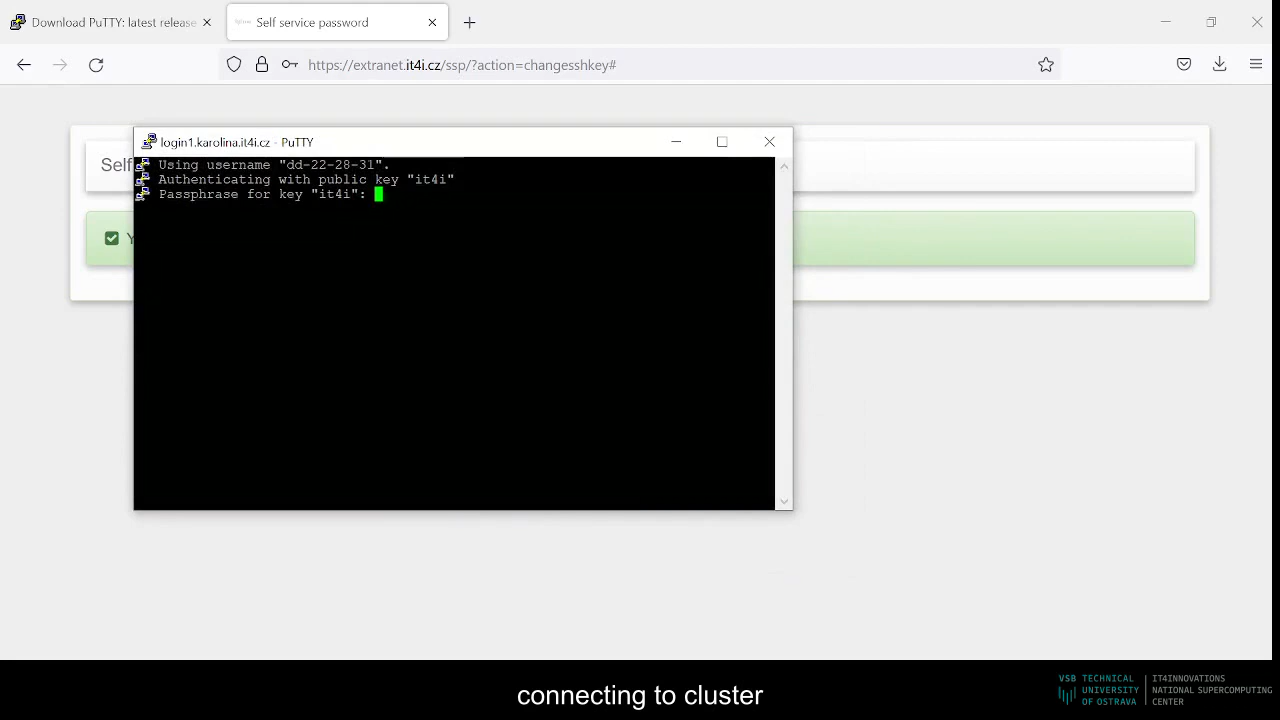 Download PuTTY: latest release
Self service password
https://extranet.it4i.cz/ssp/?action=changesshkey#
login1.karolina.it4i.cz - PuTTY
Self
Using username "dd-22-28-31".
Authenticating with public key "it4i"
Passphrase for key "it4i":
Y
connecting to cluster
VSB TECHNICAL
UNIVERSITY
OF OSTRAVA
IT4INNOVATIONS
NATIONAL SUPERCOMPUTING
CENTER